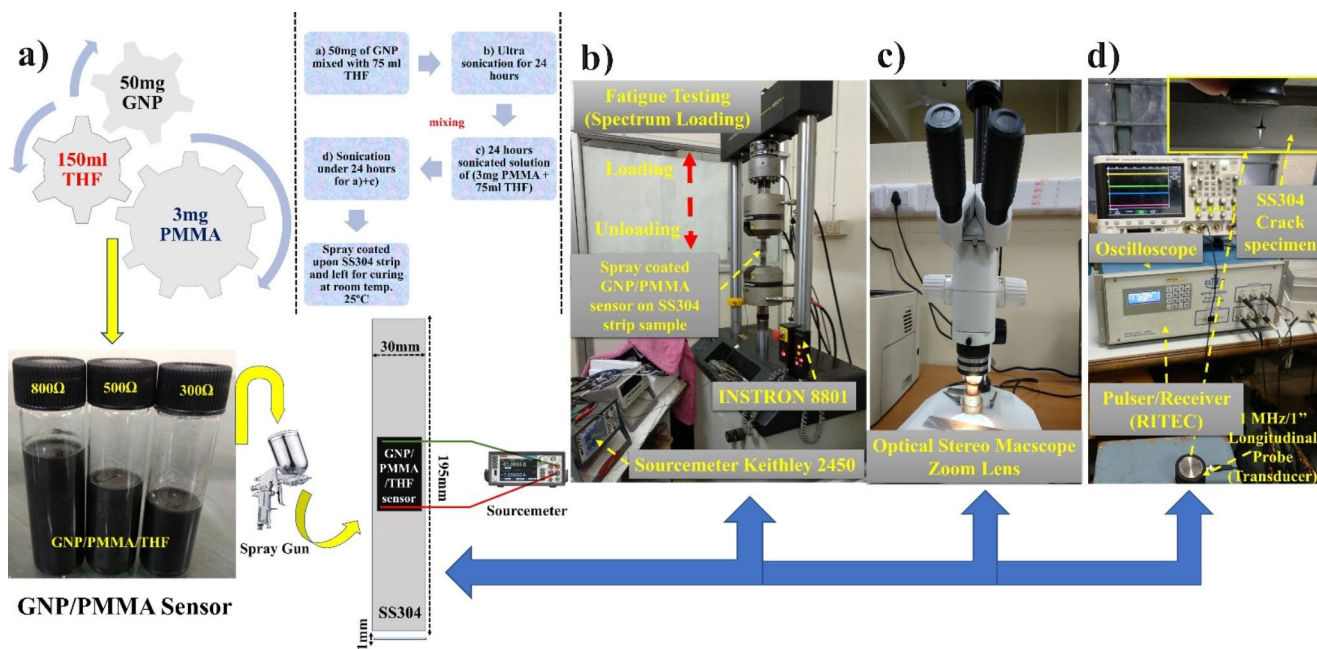 a)
50mg
GNP
150ml
THF
3mg
PMMA
a) 50mg of GNP
mixed with 75 ml
THF
b) Ultra
sonication for 24
hours
mixing
d) Sonication
under 24 hours
for a)+c)
c) 24 hours
sonicated solution
of (3mg PMMA +
75ml THF)
Spray coated
upon SS304 strip
and left for curing
at room temp.
25°C
800Ω
500Ω
300Ω
GNP/PMMA/THF
GNP/PMMA Sensor
Spray Gun
30mm
195mm
GNP/
PMMA
/THF
sensor
SS304
1mm
Sourcemeter
b)
Fatigue Testing
(Spectrum Loading)
Loading
Unloading
Spray coated
GNP/PMMA
sensor on SS304
strip sample
INSTRON 8801
Sourcemeter Keithley 2450
c)
Optical Stereo Macscope
Zoom Lens
d)
SS304
Crack
specimen
Oscilloscope
Pulser/Receiver
(RITEC)
1 MHz/1”
Longitudinal
Probe
(Transducer)